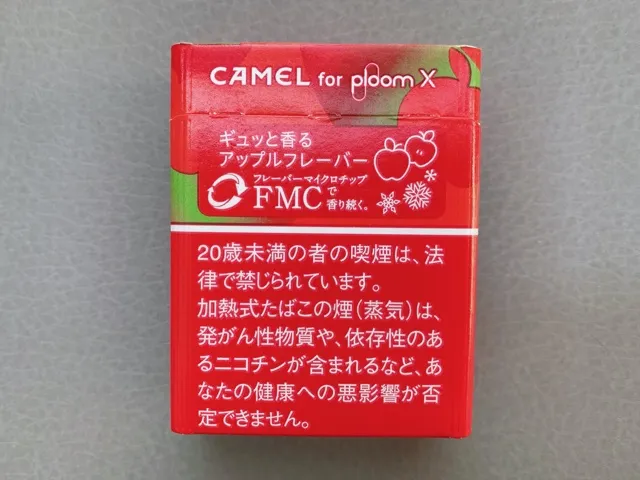 CAMEL for ploom X
ギュッと香る
アップルフレーバー
フレーバーマイクロチップ
FMCで
香り続く。
20歳未満の者の喫煙は、法
律で禁じられています。
加熱式たばこの煙(蒸気)は、
発がん性物質や、依存性のあ
るニコチンが含まれるなど、あ
なたの健康への悪影響が否
定できません。